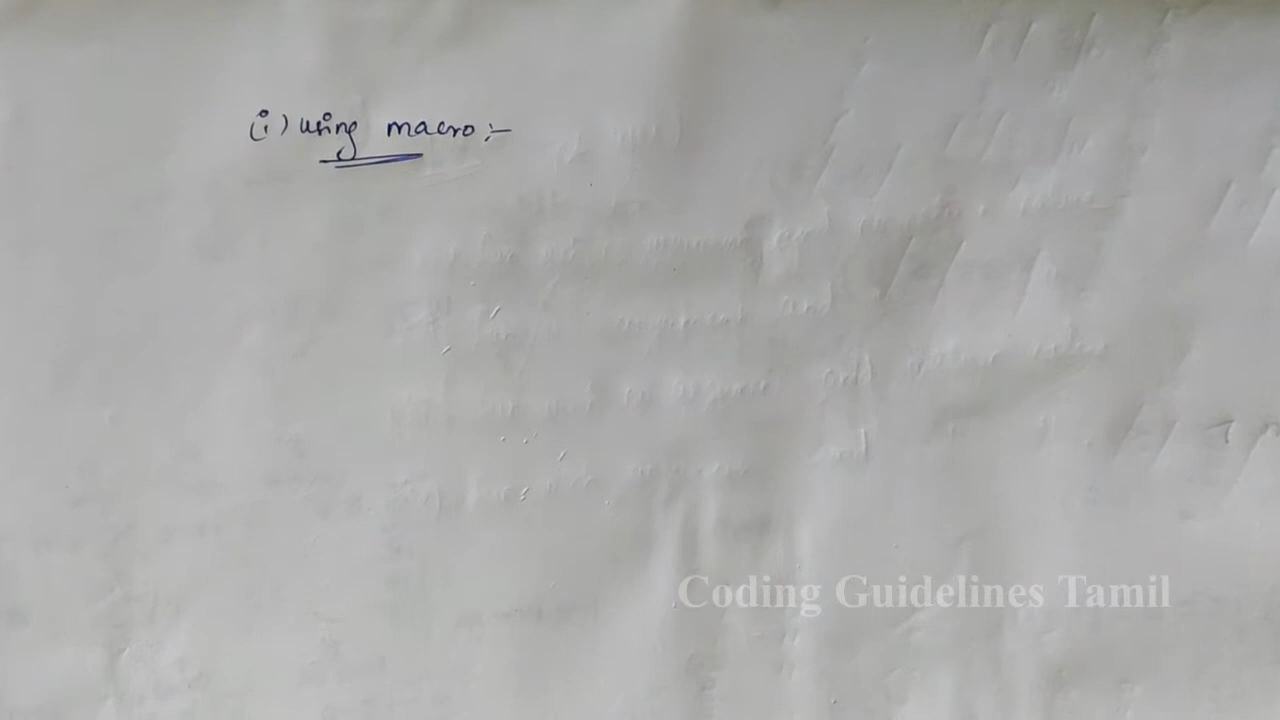 (i) using macro :-
Coding Guidelines Tamil